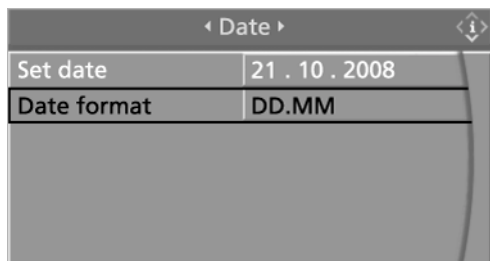 Date
Set date 21 . 10 . 2008
Date format DD.MM